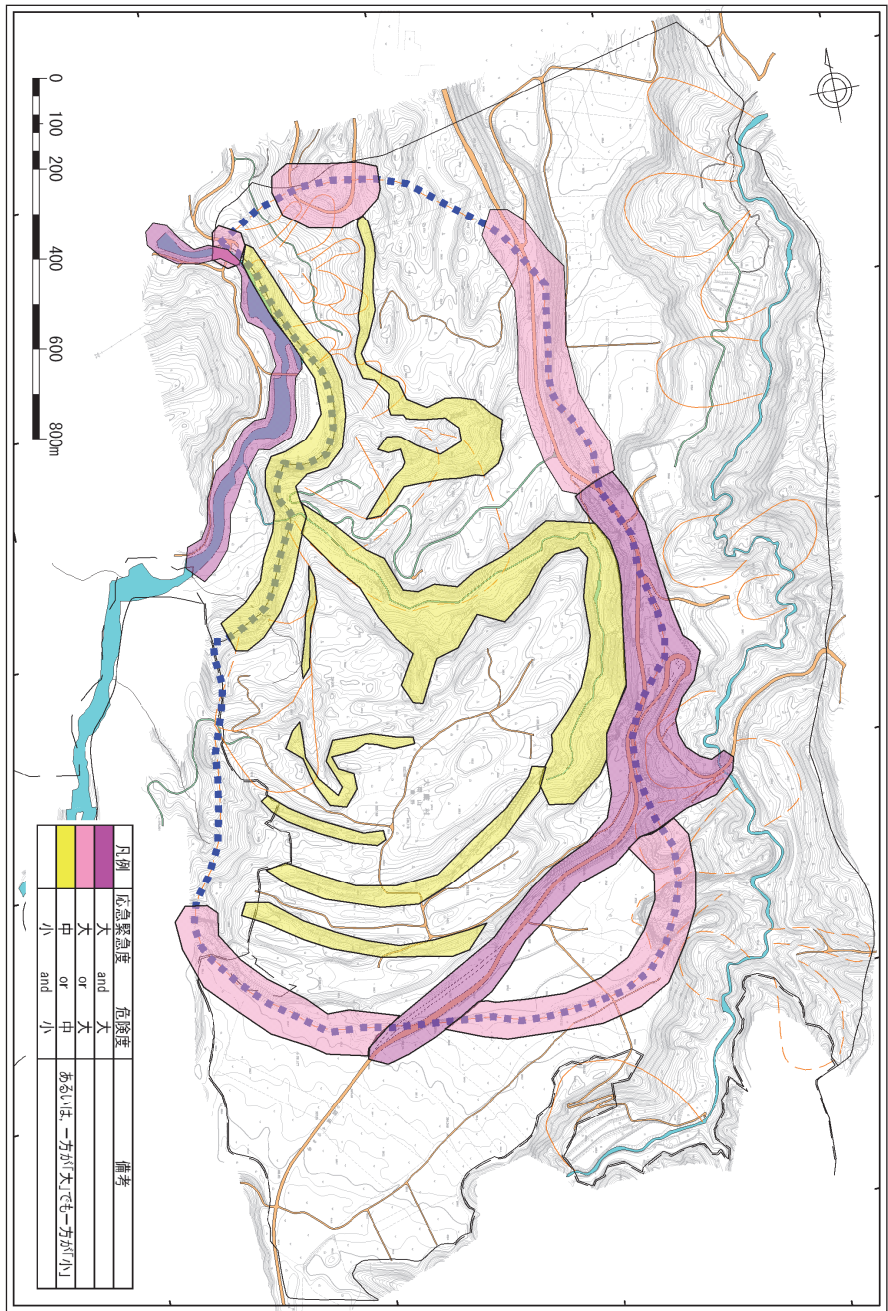 0 100 200 400 600 800m
凡例 応急緊急度 危険度 備考
大 and 大
大 or 大
中 or 中 あるいは、一方が「大」でも一方が「小」
小 and 小